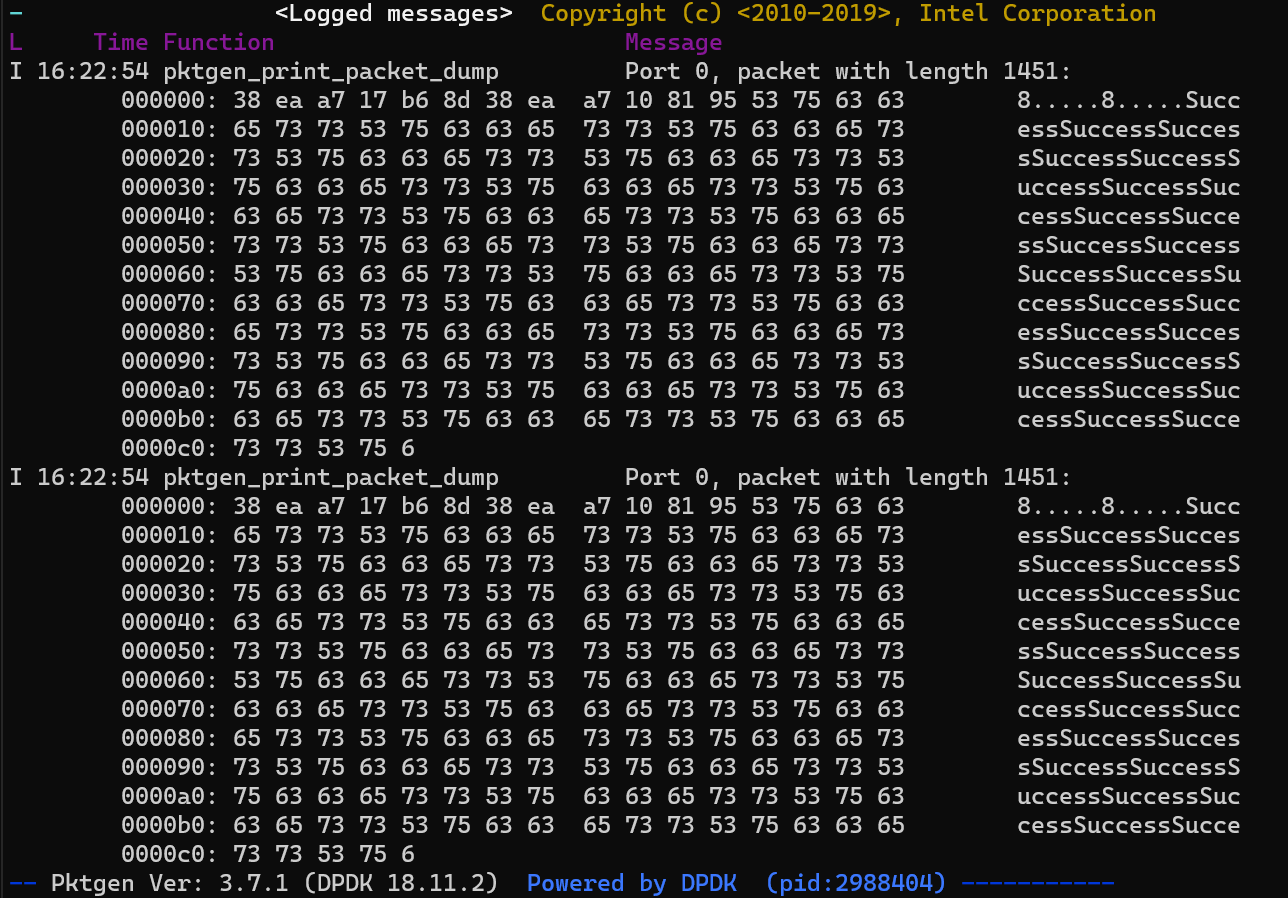 - <Logged messages> Copyright (c) <2010-2019>, Intel Corporation
L Time Function Message
I 16:22:54 pktgen_print_packet_dump Port 0, packet with length 1451:
000000: 38 ea a7 17 b6 8d 38 ea a7 10 81 95 53 75 63 63 8.....8.....Succ
000010: 65 73 73 53 75 63 63 65 73 73 53 75 63 63 65 73 essSuccessSucces
000020: 73 53 75 63 63 65 73 73 53 75 63 63 65 73 73 53 sSuccessSuccessS
000030: 75 63 63 65 73 73 53 75 63 63 65 73 73 53 75 63 uccessSuccessSuc
000040: 63 65 73 73 53 75 63 63 65 73 73 53 75 63 63 65 cessSuccessSucce
000050: 73 73 53 75 63 63 65 73 73 53 75 63 63 65 73 73 ssSuccessSuccess
000060: 53 75 63 63 65 73 73 53 75 63 63 65 73 73 53 75 SuccessSuccessSu
000070: 63 63 65 73 73 53 75 63 63 65 73 73 53 75 63 63 ccessSuccessSucc
000080: 65 73 73 53 75 63 63 65 73 73 53 75 63 63 65 73 essSuccessSucces
000090: 73 53 75 63 63 65 73 73 53 75 63 63 65 73 73 53 sSuccessSuccessS
0000a0: 75 63 63 65 73 73 53 75 63 63 65 73 73 53 75 63 uccessSuccessSuc
0000b0: 63 65 73 73 53 75 63 63 65 73 73 53 75 63 63 65 cessSuccessSucce
0000c0: 73 73 53 75 6
I 16:22:54 pktgen_print_packet_dump Port 0, packet with length 1451:
000000: 38 ea a7 17 b6 8d 38 ea a7 10 81 95 53 75 63 63 8.....8.....Succ
000010: 65 73 73 53 75 63 63 65 73 73 53 75 63 63 65 73 essSuccessSucces
000020: 73 53 75 63 63 65 73 73 53 75 63 63 65 73 73 53 sSuccessSuccessS
000030: 75 63 63 65 73 73 53 75 63 63 65 73 73 53 75 63 uccessSuccessSuc
000040: 63 65 73 73 53 75 63 63 65 73 73 53 75 63 63 65 cessSuccessSucce
000050: 73 73 53 75 63 63 65 73 73 53 75 63 63 65 73 73 ssSuccessSuccess
000060: 53 75 63 63 65 73 73 53 75 63 63 65 73 73 53 75 SuccessSuccessSu
000070: 63 63 65 73 73 53 75 63 63 65 73 73 53 75 63 63 ccessSuccessSucc
000080: 65 73 73 53 75 63 63 65 73 73 53 75 63 63 65 73 essSuccessSucces
000090: 73 53 75 63 63 65 73 73 53 75 63 63 65 73 73 53 sSuccessSuccessS
0000a0: 75 63 63 65 73 73 53 75 63 63 65 73 73 53 75 63 uccessSuccessSuc
0000b0: 63 65 73 73 53 75 63 63 65 73 73 53 75 63 63 65 cessSuccessSucce
0000c0: 73 73 53 75 6
-- Pktgen Ver: 3.7.1 (DPDK 18.11.2) Powered by DPDK (pid:2988404) -----------